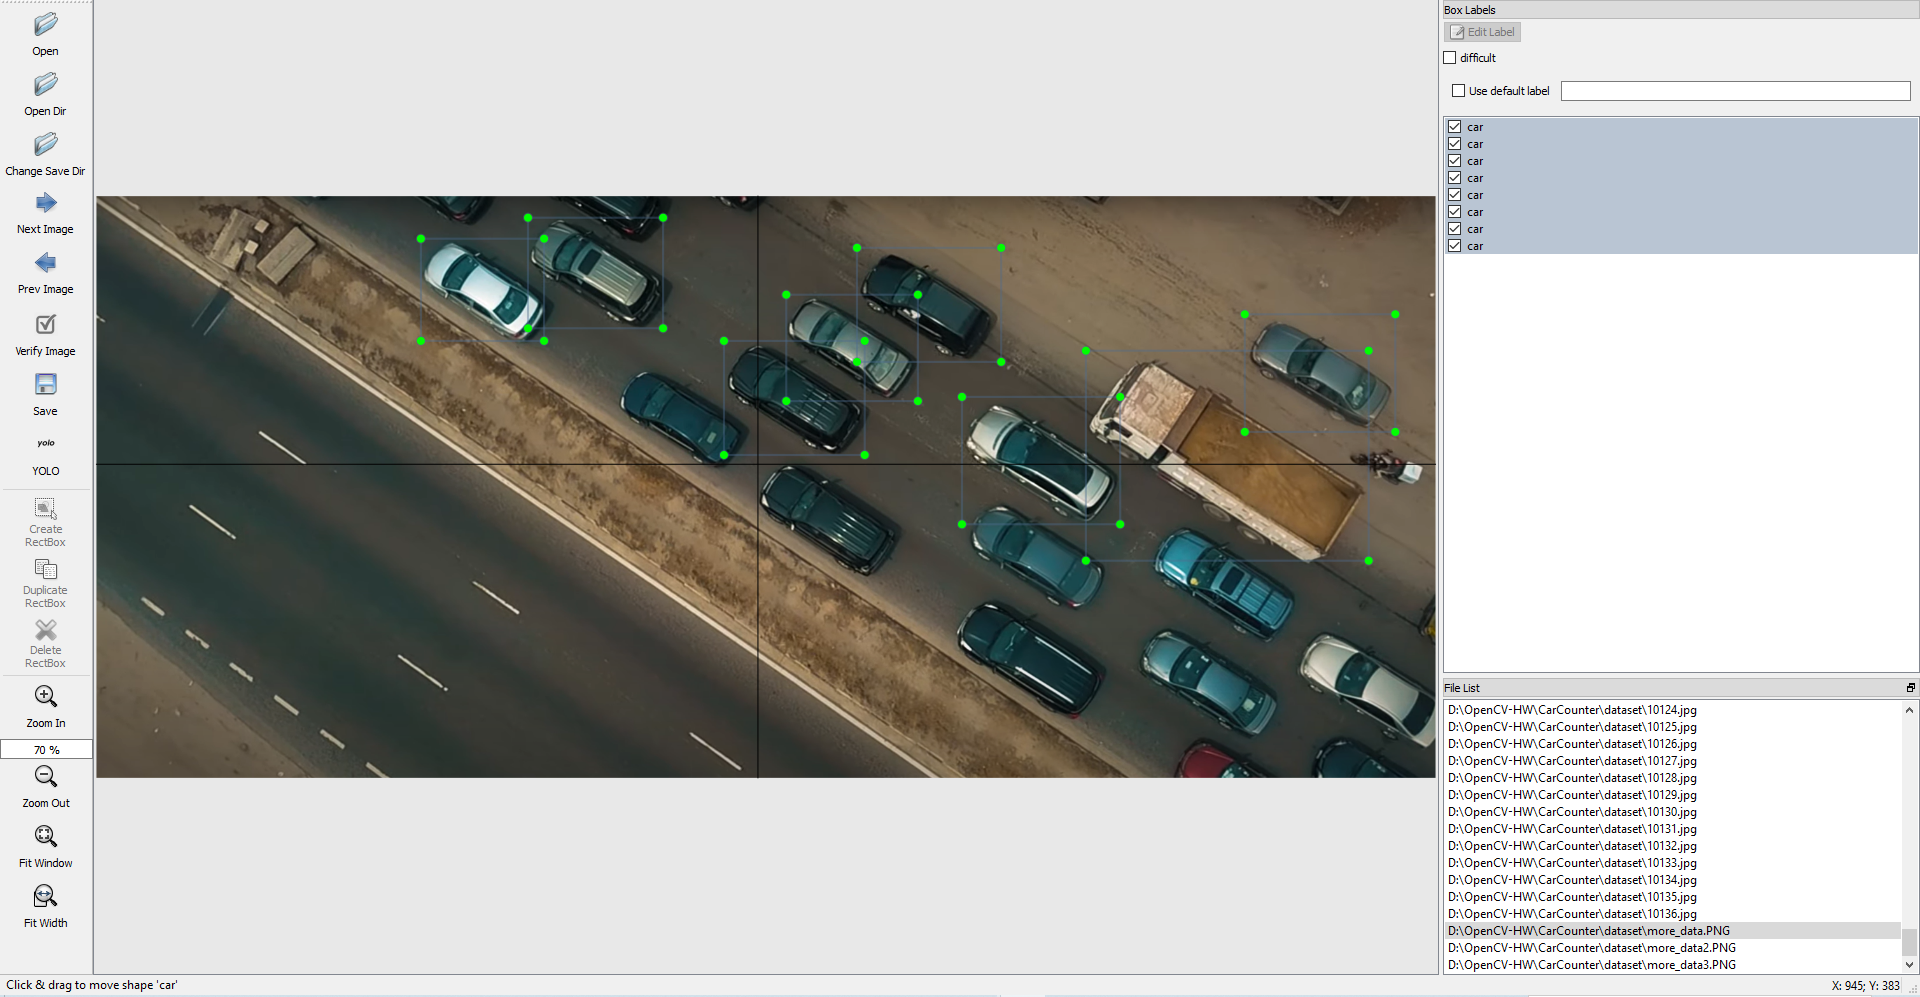 Open
Open Dir
Change Save Dir
Next Image
Prev Image
Verify Image
Save
yolo
YOLO
Create
RectBox
Duplicate
RectBox
Delete
RectBox
Zoom In
70 %
Zoom Out
Fit Window
Fit Width
Box Labels
Edit Label
difficult
Use default label
car
car
car
car
car
car
car
car
File List
D:\OpenCV-HW\CarCounter\dataset\10124.jpg
D:\OpenCV-HW\CarCounter\dataset\10125.jpg
D:\OpenCV-HW\CarCounter\dataset\10126.jpg
D:\OpenCV-HW\CarCounter\dataset\10127.jpg
D:\OpenCV-HW\CarCounter\dataset\10128.jpg
D:\OpenCV-HW\CarCounter\dataset\10129.jpg
D:\OpenCV-HW\CarCounter\dataset\10130.jpg
D:\OpenCV-HW\CarCounter\dataset\10131.jpg
D:\OpenCV-HW\CarCounter\dataset\10132.jpg
D:\OpenCV-HW\CarCounter\dataset\10133.jpg
D:\OpenCV-HW\CarCounter\dataset\10134.jpg
D:\OpenCV-HW\CarCounter\dataset\10135.jpg
D:\OpenCV-HW\CarCounter\dataset\10136.jpg
D:\OpenCV-HW\CarCounter\dataset\more_data.PNG
D:\OpenCV-HW\CarCounter\dataset\more_data2.PNG
D:\OpenCV-HW\CarCounter\dataset\more_data3.PNG
Click & drag to move shape 'car'
X: 945; Y: 383